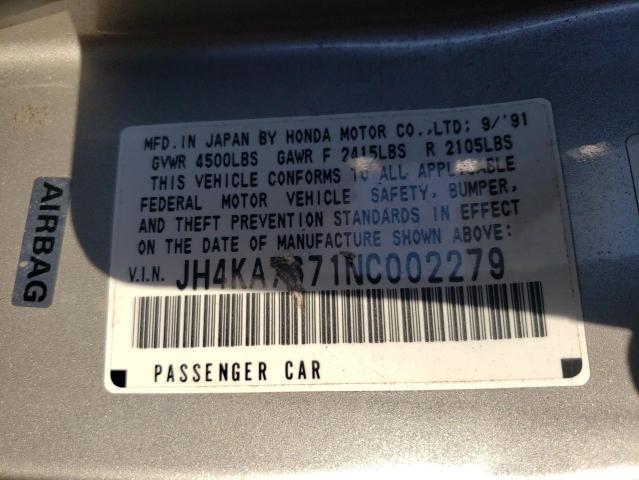 MFD. IN JAPAN BY HONDA MOTOR CO.,LTD: 9/'91
GVWR 4500LBS GAWR F 2415LBS R 2105LBS
THIS VEHICLE CONFORMS TO ALL APPLICABLE
FEDERAL MOTOR VEHICLE SAFETY, BUMPER,
AND THEFT PREVENTION STANDARDS IN EFFECT
ON THE DATE OF MANUFACTURE SHOWN ABOVE:
V.I.N.
PASSENGER CAR
AIRBAG